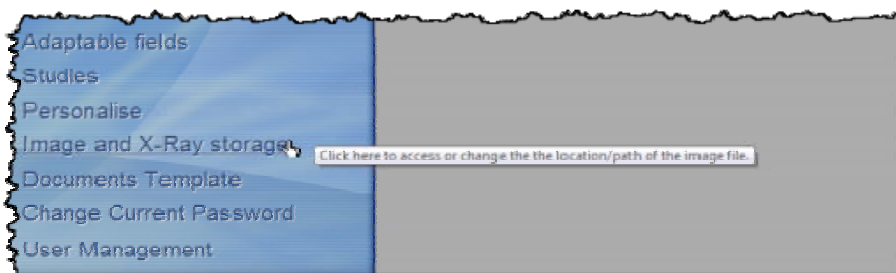 Adaptable fields
Studies
Personalise
Image and X-Ray storage
Click here to access or change the the location/path of the image file.
Documents Template
Change Current Password
User Management